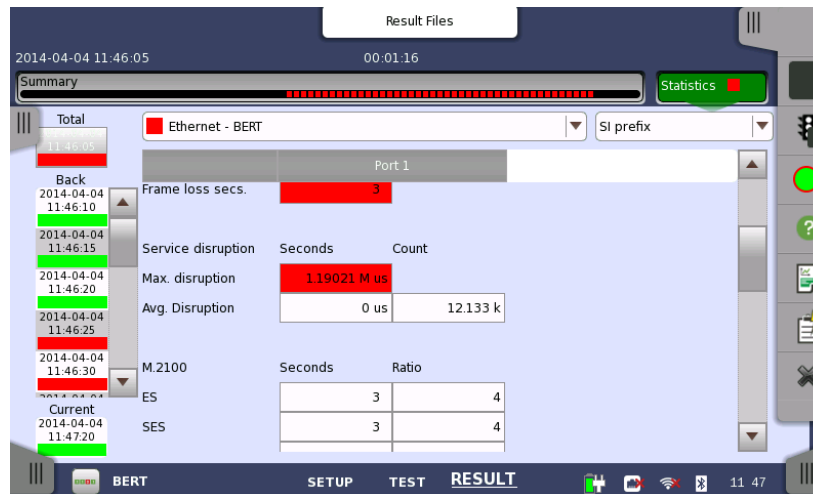 Result Files
2014-04-04 11:46:05 00:01:16
Summary
Statistics
Total
11:46:05
Back
2014-04-04
11:46:10
2014-04-04
11:46:15
2014-04-04
11:46:20
2014-04-04
11:46:25
2014-04-04
11:46:30
Current
2014-04-04
11:47:20
Ethernet - BERT
SI prefix
Port 1
Frame loss secs. 3
Service disruption Seconds Count
Max. disruption 1.19021 M us
Avg. Disruption 0 us 12.133 k
M.2100 Seconds Ratio
ES 3 4
SES 3 4
BERT SETUP TEST RESULT 11 47